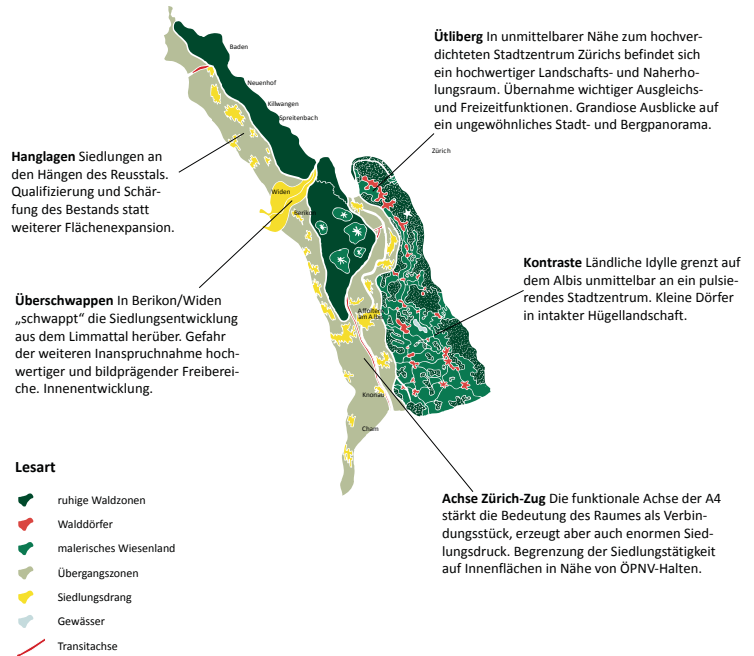 Ütliberg In unmittelbarer Nähe zum hochver-
dichteten Stadtzentrum Zürichs befindet sich
ein hochwertiger Landschafts- und Naherho-
lungsraum. Übernahme wichtiger Ausgleichs-
und Freizeitfunktionen. Grandiose Ausblicke auf
ein ungewöhnliches Stadt- und Bergpanorama.
Baden
Neuenhof
Killwangen
Spreitenbach
Zürich
Hanglagen Siedlungen an
den Hängen des Reusstals.
Qualifizierung und Schär-
fung des Bestands statt
weiterer Flächenexpansion.
Widen
Berikon
Kontraste Ländliche Idylle grenzt auf
dem Albis unmittelbar an ein pulsie-
rendes Stadtzentrum. Kleine Dörfer
in intakter Hügellandschaft.
Überschwappen In Berikon/Widen
„schwappt“ die Siedlungsentwicklung
aus dem Limmattal herüber. Gefahr
der weiteren Inanspruchnahme hoch-
wertiger und bildprägender Freiberei-
che. Innenentwicklung.
Affoltern
am Albis
Knonau
Cham
Lesart
ruhige Waldzonen
Walddörfer
malerisches Wiesenland
Übergangszonen
Siedlungsdrang
Gewässer
Transitachse
Achse Zürich-Zug Die funktionale Achse der A4
stärkt die Bedeutung des Raumes als Verbin-
dungsstück, erzeugt aber auch enormen Sied-
lungsdruck. Begrenzung der Siedlungstätigkeit
auf Innenflächen in Nähe von ÖPNV-Halten.